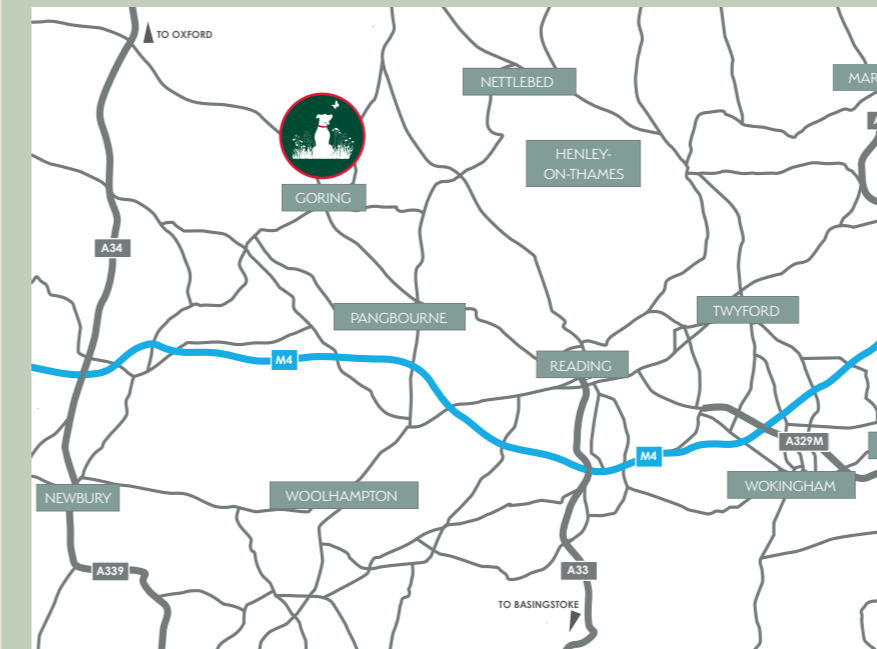 TO OXFORD
NETTLEBED
MAR
HENLEY-
ON-THAMES
GORING
A34
PANGBOURNE
TWYFORD
M4
READING
A329M
M4
NEWBURY
WOOLHAMPTON
WOKINGHAM
A339
A33
TO BASINGSTOKE